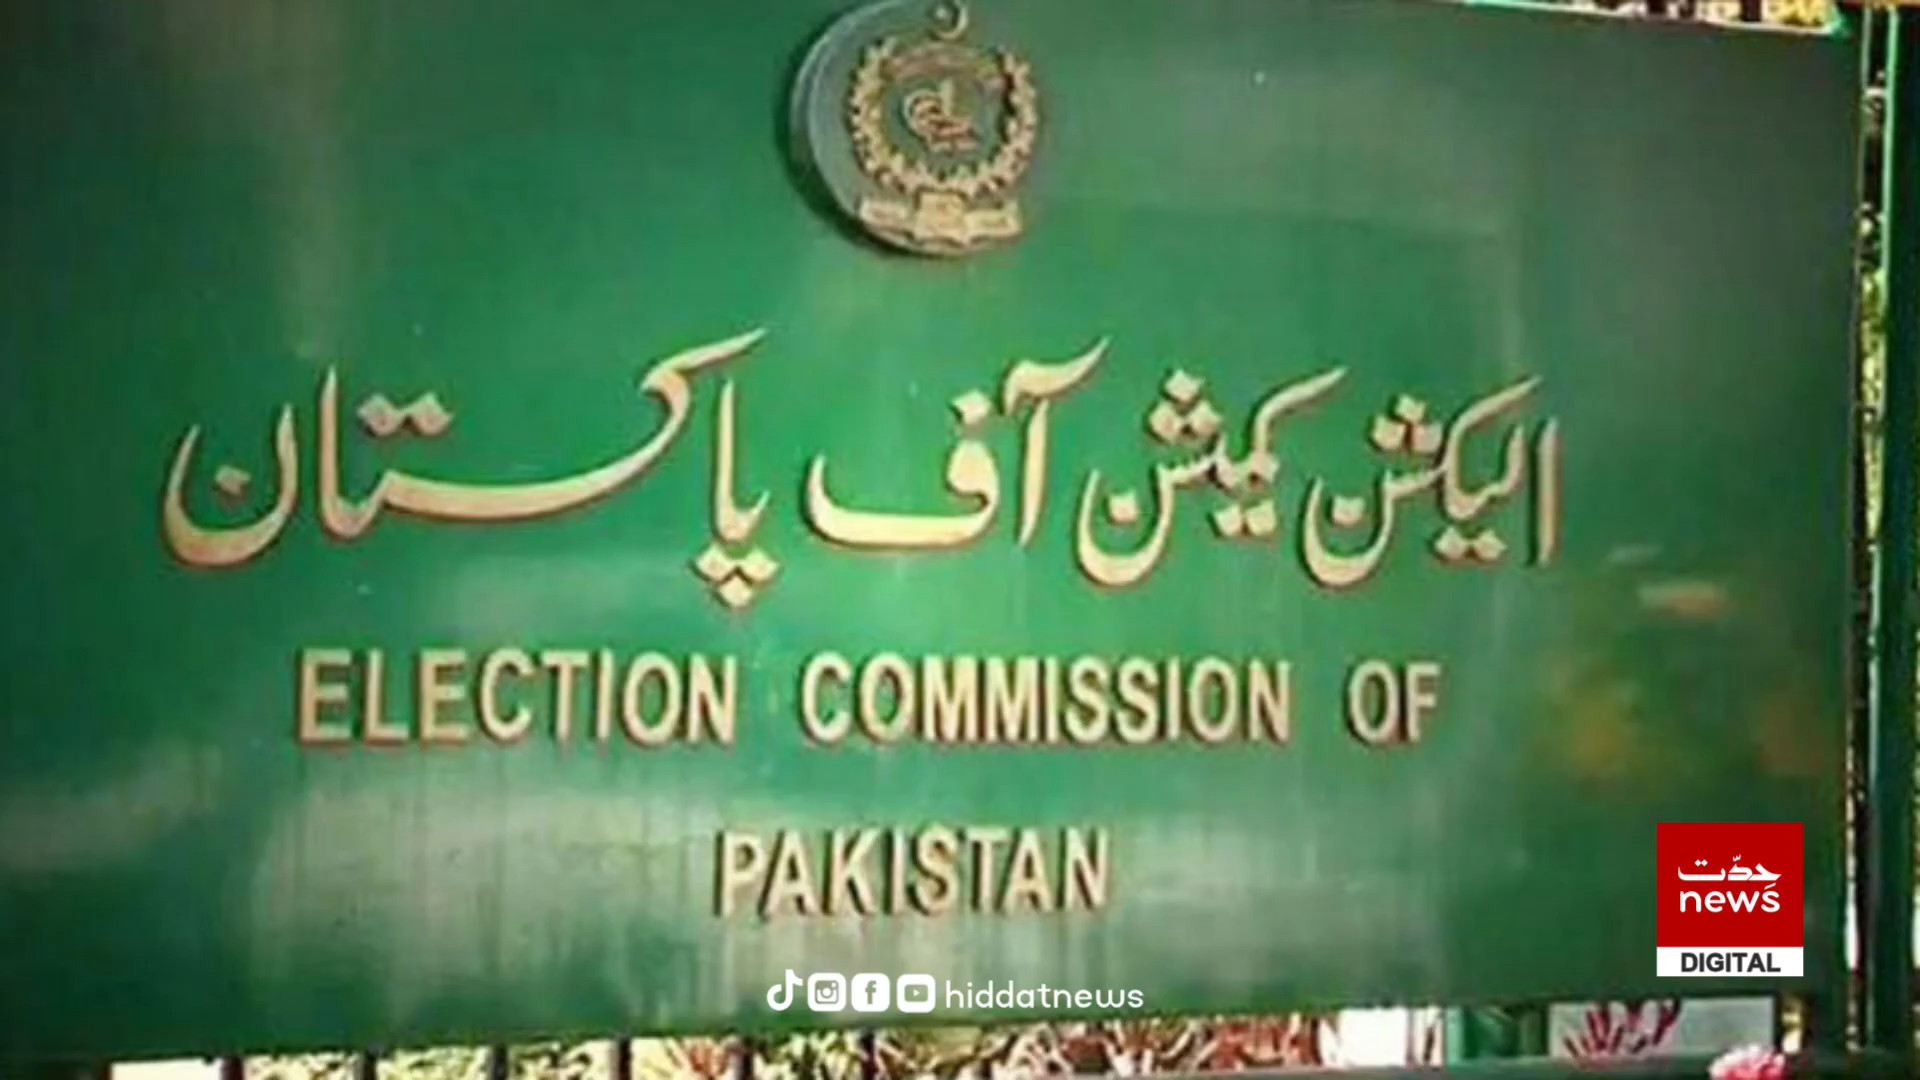 الیکشن کمیشن آف پاکستان
ELECTION COMMISSION OF
PAKISTAN
حدّت
news
DIGITAL
hiddatnews